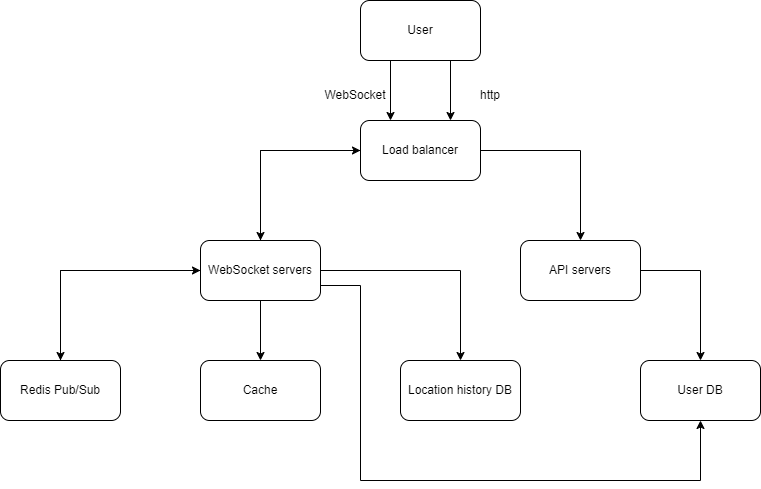 User
WebSocket
http
Load balancer
WebSocket servers
API servers
Redis Pub/Sub
Cache
Location history DB
User DB